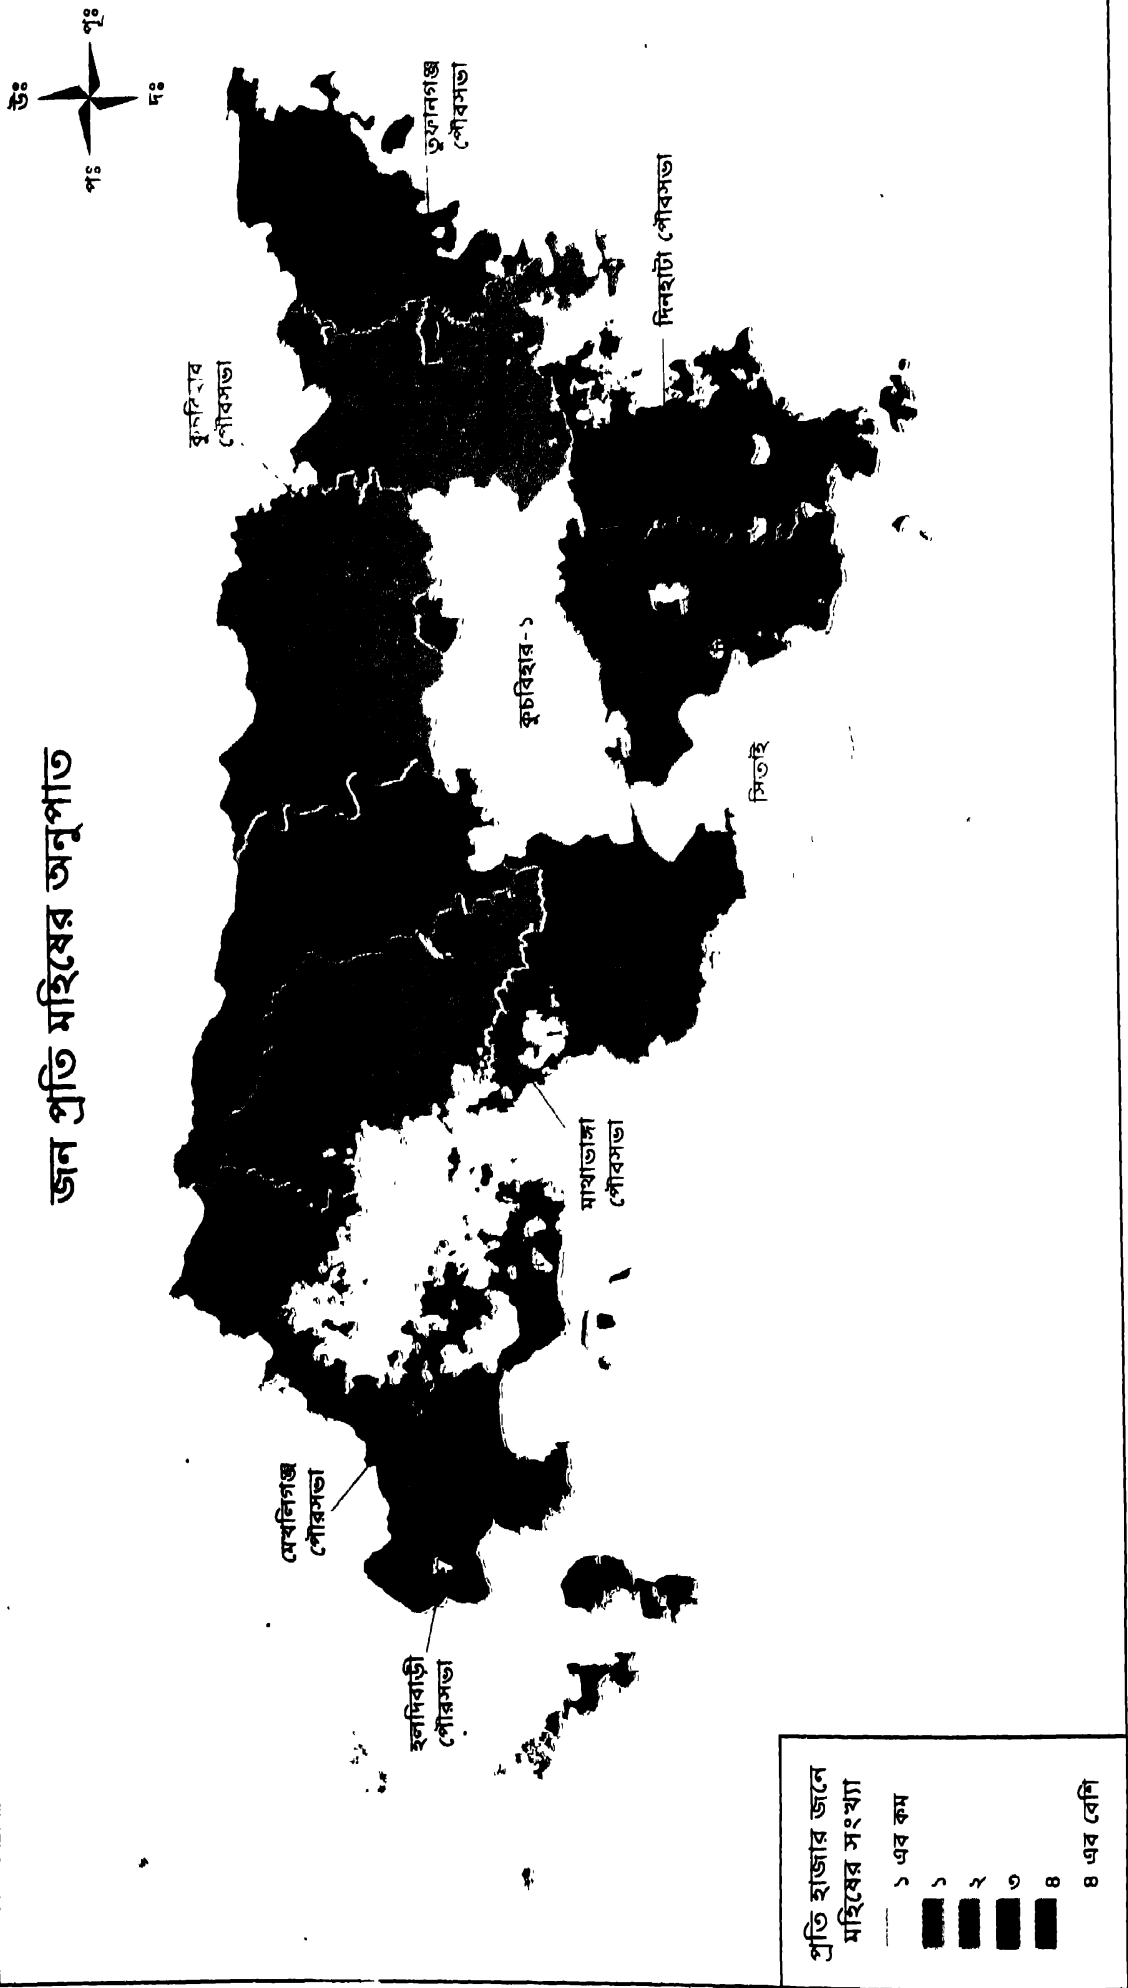 জন প্রতি মহিষের অনুপাত
উঃ
পঃ
পূঃ
দঃ
পৌরসভা
তুফানগঞ্জ
পৌরসভা
দিনহাটা পৌরসভা
কুচবিহার-১
সিতাই
মাথাভাঙ্গা
পৌরসভা
মেখলিগঞ্জ
পৌরসভা
হলদিবাড়ী
পৌরসভা
প্রতি হাজার জনে
মহিষের সংখ্যা
১ এর কম
১
২
৩
৪
৪ এর বেশি